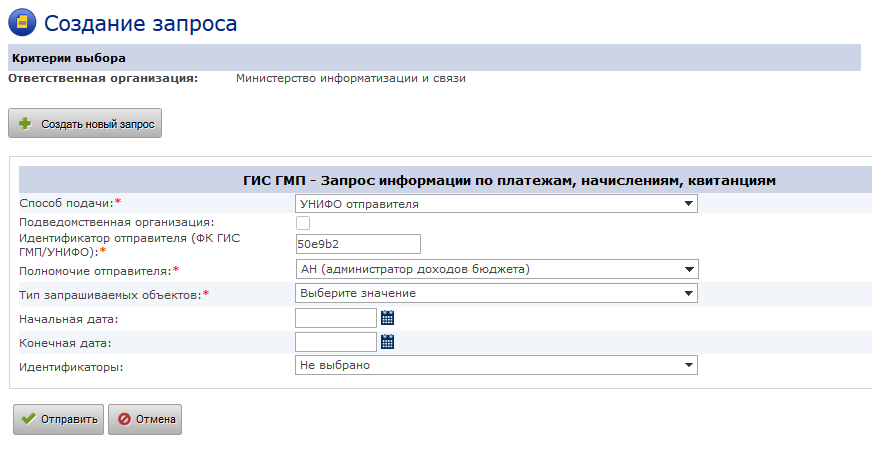 Создание запроса
Критерии выбора
Ответственная организация: Министерство информатизации и связи
Создать новый запрос
ГИС ГМП - Запрос информации по платежам, начислениям, квитанциям
Способ подачи:* УНИФО отправителя
Подведомственная организация:
Идентификатор отправителя (ФК ГИС
ГМП/УНИФО):* 50e9b2
Полномочие отправителя:* АН (администратор доходов бюджета)
Тип запрашиваемых объектов:* Выберите значение
Начальная дата:
Конечная дата:
Идентификаторы: Не выбрано
Отправить Отмена